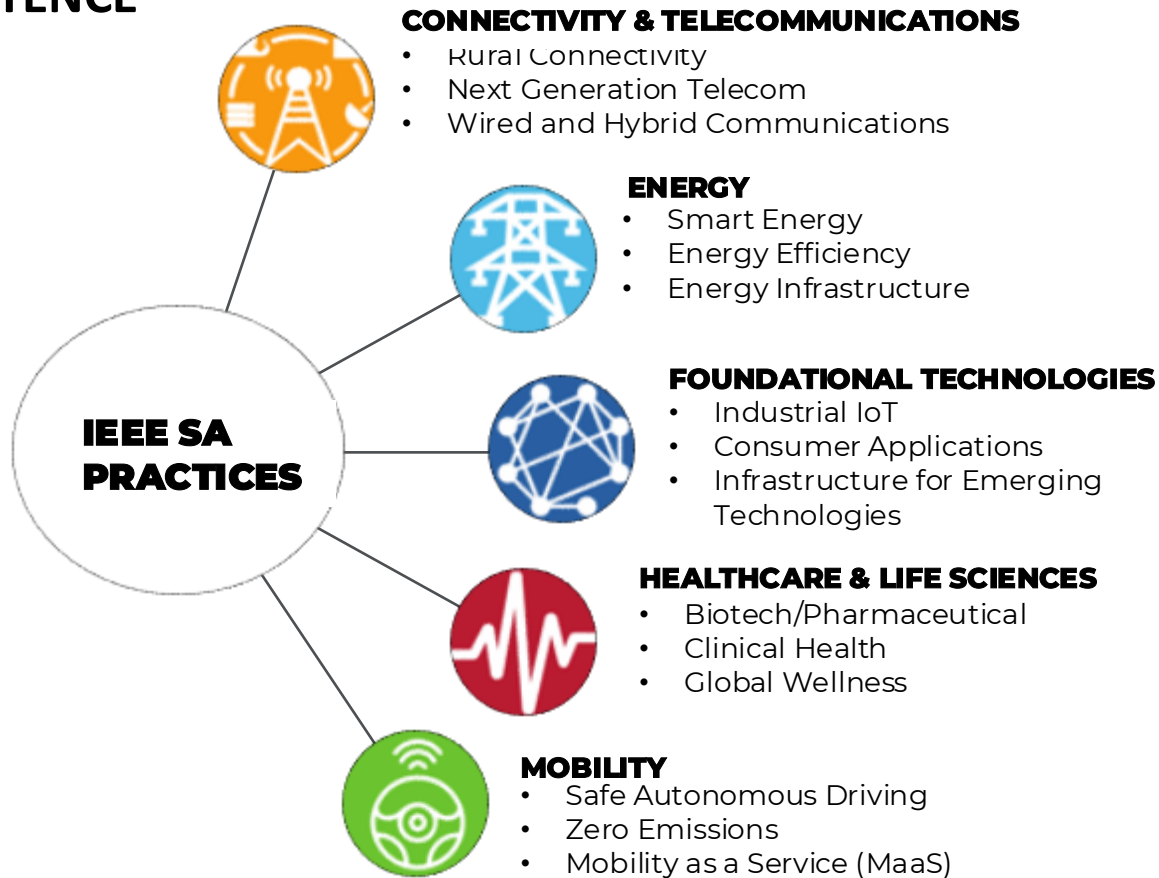 TENCE
CONNECTIVITY & TELECOMMUNICATIONS
• Rural Connectivity
• Next Generation Telecom
• Wired and Hybrid Communications
ENERGY
• Smart Energy
• Energy Efficiency
• Energy Infrastructure
IEEE SA
PRACTICES
FOUNDATIONAL TECHNOLOGIES
• Industrial IoT
• Consumer Applications
• Infrastructure for Emerging
Technologies
HEALTHCARE & LIFE SCIENCES
• Biotech/Pharmaceutical
• Clinical Health
• Global Wellness
MOBILITY
• Safe Autonomous Driving
• Zero Emissions
• Mobility as a Service (MaaS)